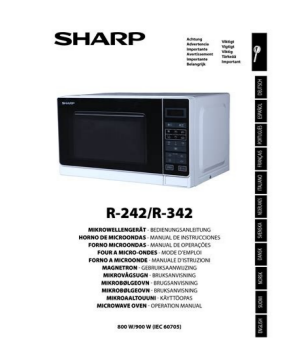 SHARP
Achtung
Advertencia
Importante
Avertissement
Importante
Belangrijk
Viktigt
Vigtigt
Viktig
Tärkeää
Important
SHARP
R-242/R-342
MIKROWELLENGERÄT - BEDIENUNGSANLEITUNG
HORNO DE MICROONDAS - MANUAL DE INSTRUCCIONES
FORNO MICROONDAS - MANUAL DE OPERAÇÕES
FOUR A MICRO-ONDES - MODE D'EMPLOI
FORNO A MICROONDE - MANUALE D'ISTRUZIONI
MAGNETRON - GEBRUIKSAANWIJZING
MIKROVÅGSUGN - BRUKSANVISNING
MIKROBØLGEOVN - BRUGSANVISNING
MIKROBØLGEOVN - BRUKSANVISNING
MIKROAALTOUUNI - KÄYTTÖOPAS
MICROWAVE OVEN - OPERATION MANUAL
800 W/900 W (IEC 60705)
DEUTSCH
ESPAÑOL
PORTUGUÊS
FRANÇAIS
ITALIANO
NEDERLANDS
SVENSKA
DANSK
NORSK
SUOMI
ENGLISH